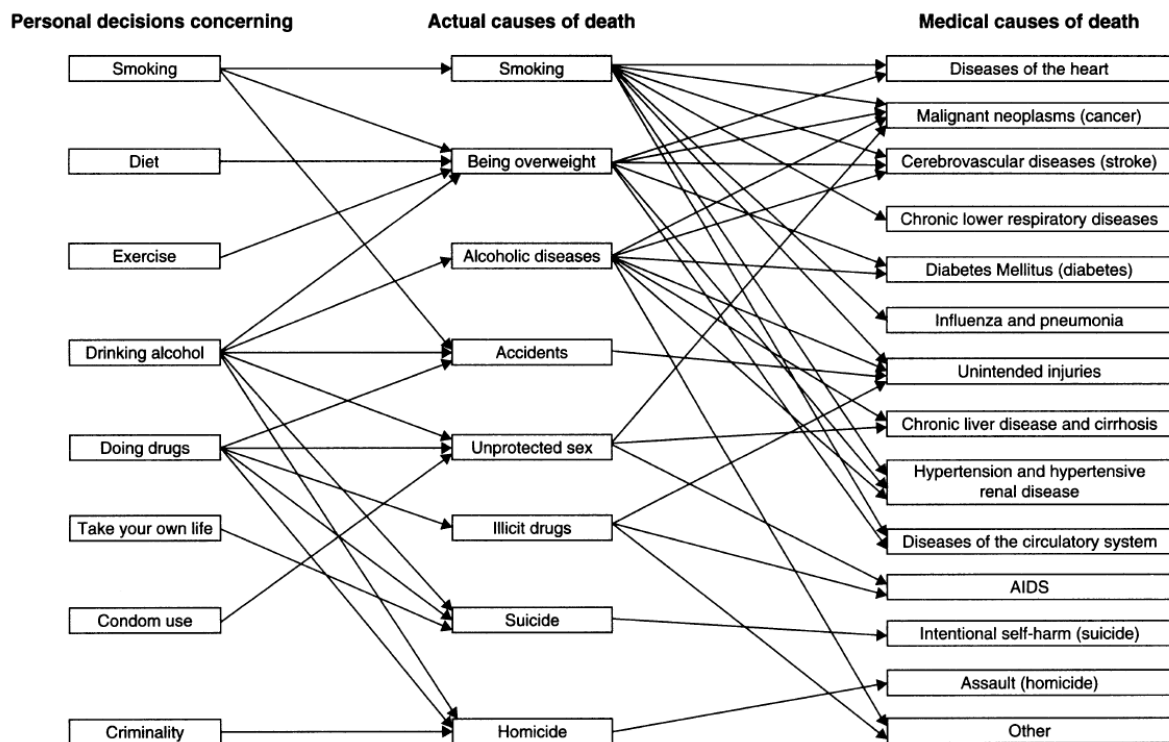 Personal decisions concerning
Actual causes of death
Medical causes of death
Smoking
Diet
Exercise
Drinking alcohol
Doing drugs
Take your own life
Condom use
Criminality
Smoking
Being overweight
Alcoholic diseases
Accidents
Unprotected sex
Illicit drugs
Suicide
Homicide
Diseases of the heart
Malignant neoplasms (cancer)
Cerebrovascular diseases (stroke)
Chronic lower respiratory diseases
Diabetes Mellitus (diabetes)
Influenza and pneumonia
Unintended injuries
Chronic liver disease and cirrhosis
Hypertension and hypertensive
renal disease
Diseases of the circulatory system
AIDS
Intentional self-harm (suicide)
Assault (homicide)
Other